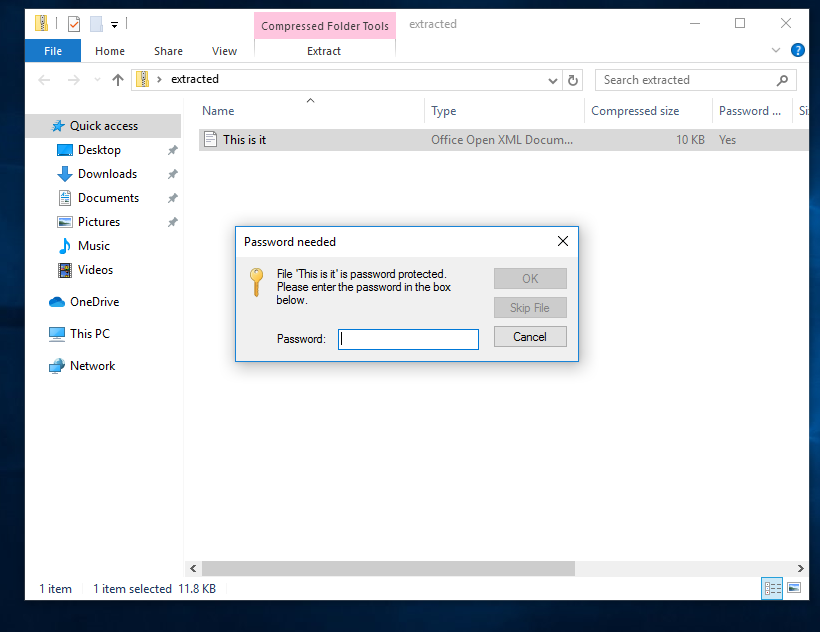 Compressed Folder Tools
extracted
File
Home
Share
View
Extract
extracted
Search extracted
Name
Type
Compressed size
Password ...
Si
This is it
Office Open XML Docum...
10 KB
Yes
Quick access
Desktop
Downloads
Documents
Pictures
Music
Videos
OneDrive
This PC
Network
Password needed
File 'This is it' is password protected.
Please enter the password in the box
below.
Password:
OK
Skip File
Cancel
1 item
1 item selected
11.8 KB